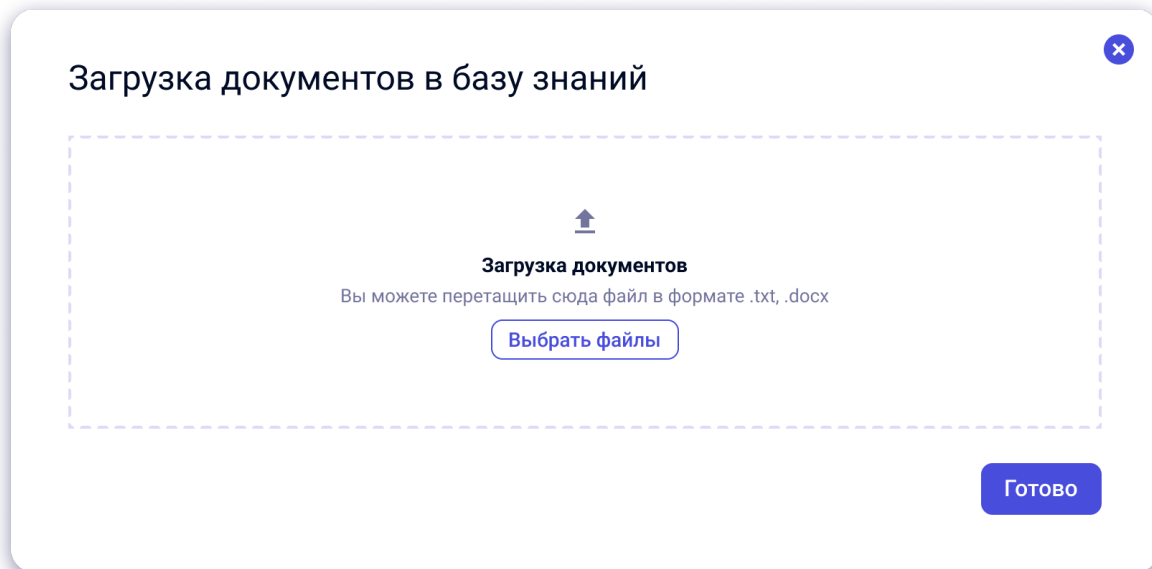 Загрузка документов в базу знаний
Загрузка документов
Вы можете перетащить сюда файл в формате .txt, .docx
Выбрать файлы
Готово